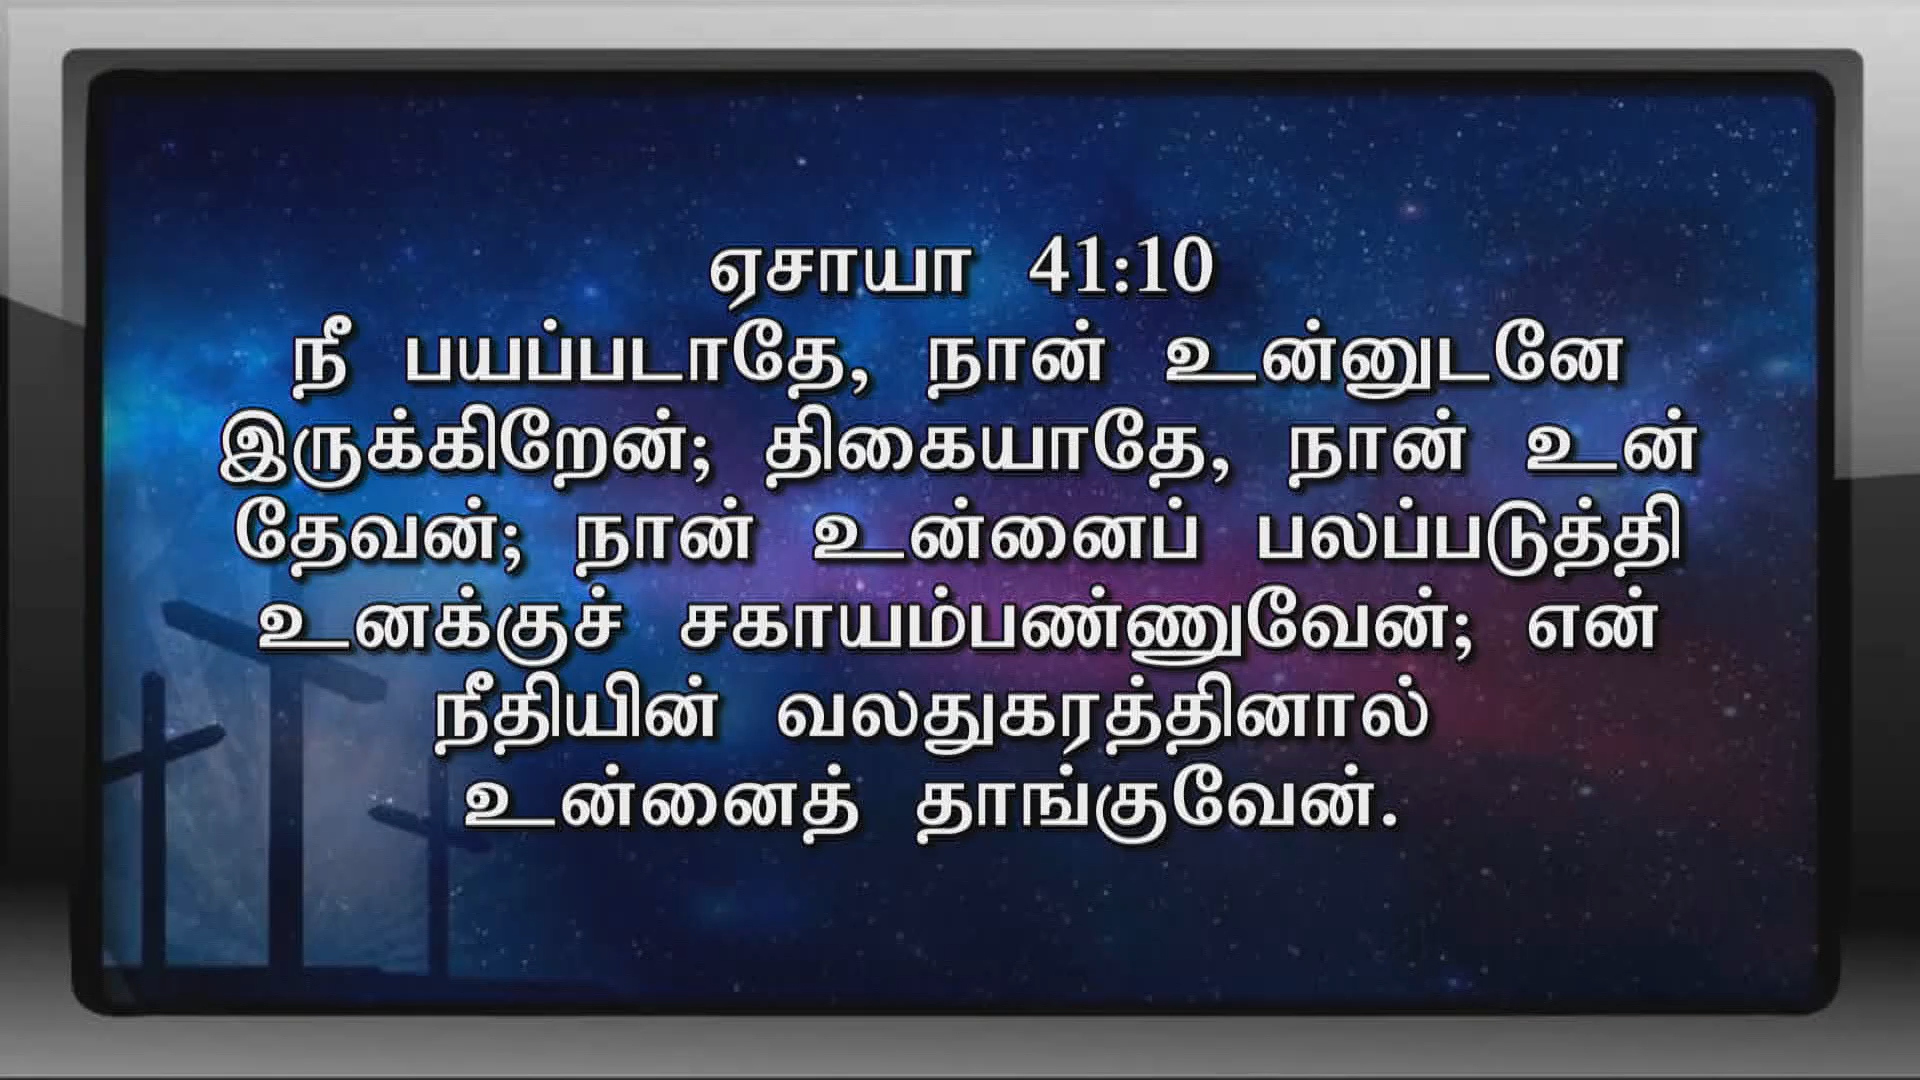 ஏசாயா 41:10
நீ பயப்படாதே, நான் உன்னுடனே
இருக்கிறேன்; திகையாதே, நான் உன்
தேவன்; நான் உன்னைப் பலப்படுத்தி
உனக்குச் சகாயம்பண்ணுவேன்; என்
நீதியின் வலதுகரத்தினால்
உன்னைத் தாங்குவேன்.